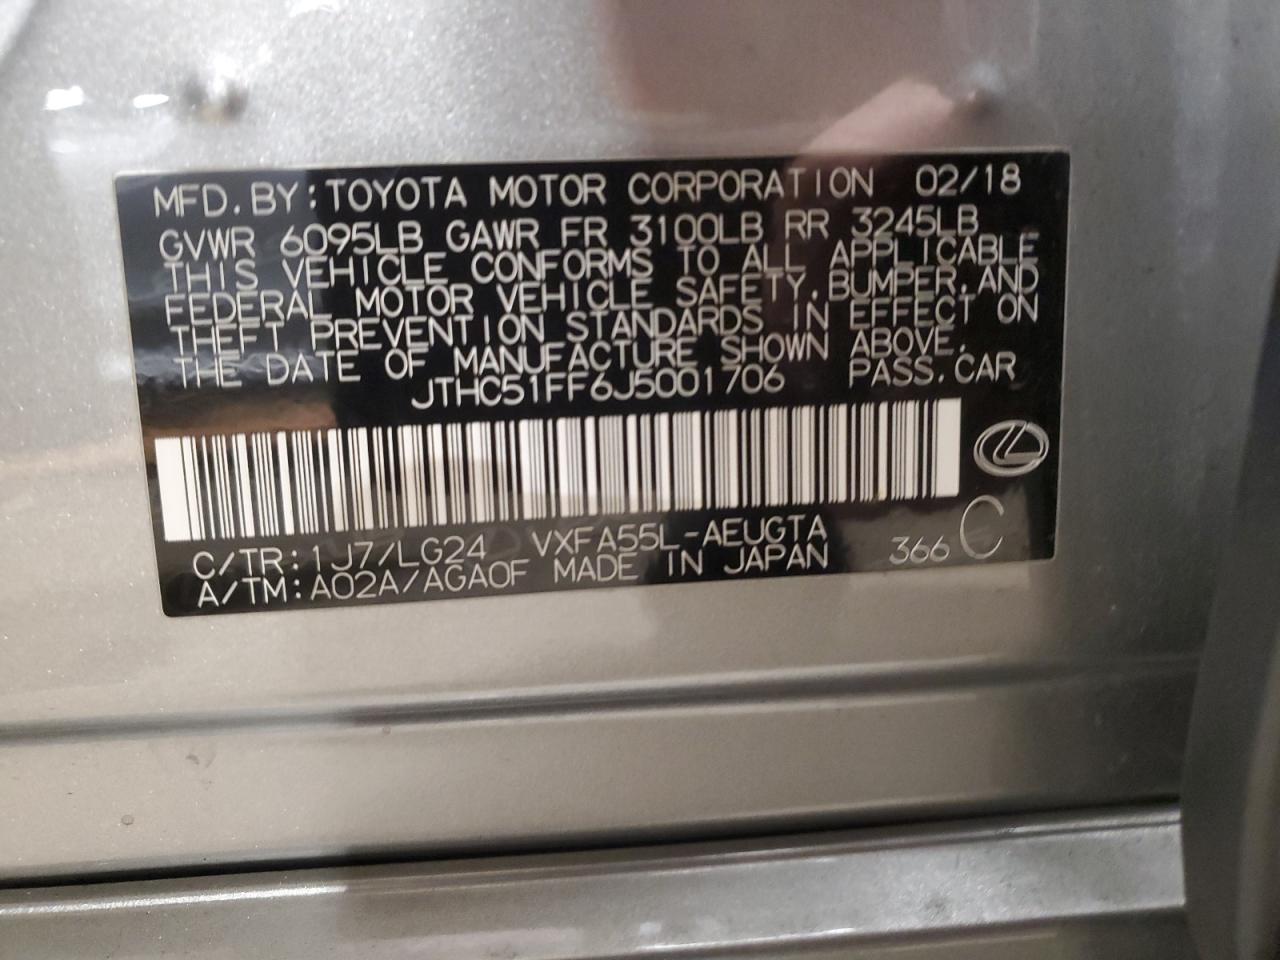 MFD. BY: TOYOTA MOTOR CORPORATION 02/18
GVWR 6095LB GAWR FR 3100LB RR 3245LB
THIS VEHICLE CONFORMS TO ALL APPLICABLE
FEDERAL MOTOR VEHICLE SAFETY, BUMPER, AND
THEFT PREVENTION STANDARDS IN EFFECT ON
THE DATE OF MANUFACTURE SHOWN ABOVE.
JTHC51FF6J5001706 PASS. CAR
C/TR: 1J7/LG24 VXFA55L-AEUGTA 366 C
A/TM: A02A/AGA0F MADE IN JAPAN